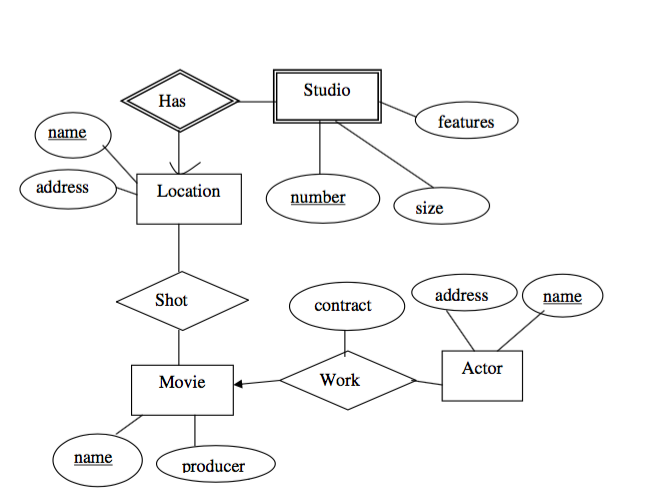 Studio
Has
features
name
address
Location
number
size
Shot
contract
address
name
Movie
Work
Actor
name
producer